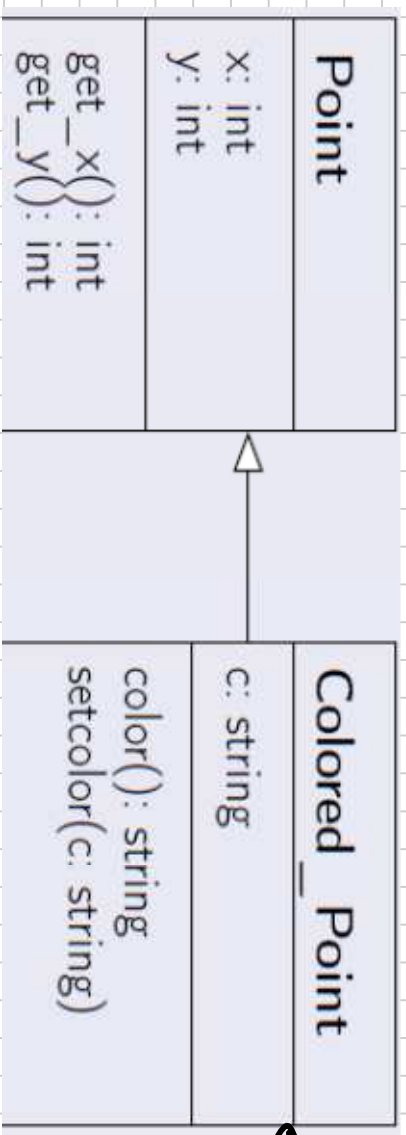 Point
x: int
y: int
get_x(): int
get_y(): int
Colored_Point
c: string
color(): string
setcolor(c: string)